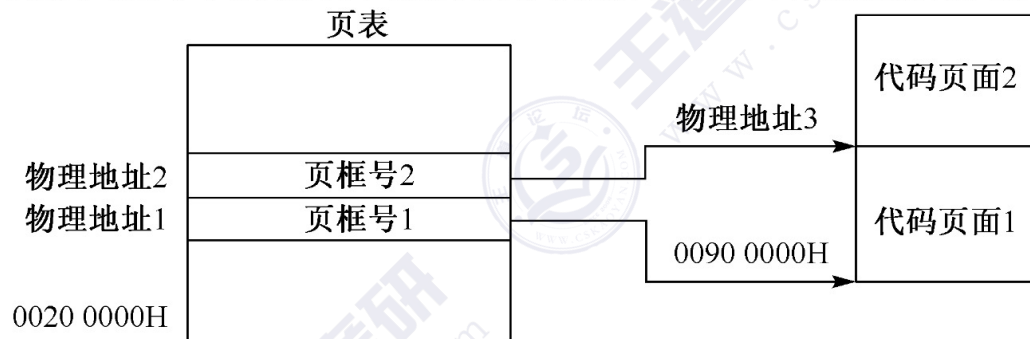 页表
代码页面2
物理地址3
物理地址2
页框号2
物理地址1
页框号1
代码页面1
0090 0000H
0020 0000H